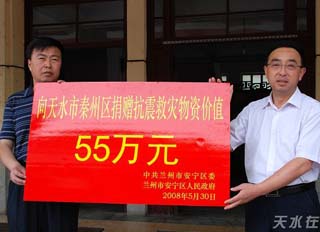 向天水市秦州区捐赠抗震救灾物资价值
55万元
中共兰州市安宁区委
兰州市安宁区人民政府
2008年5月30日
天水在